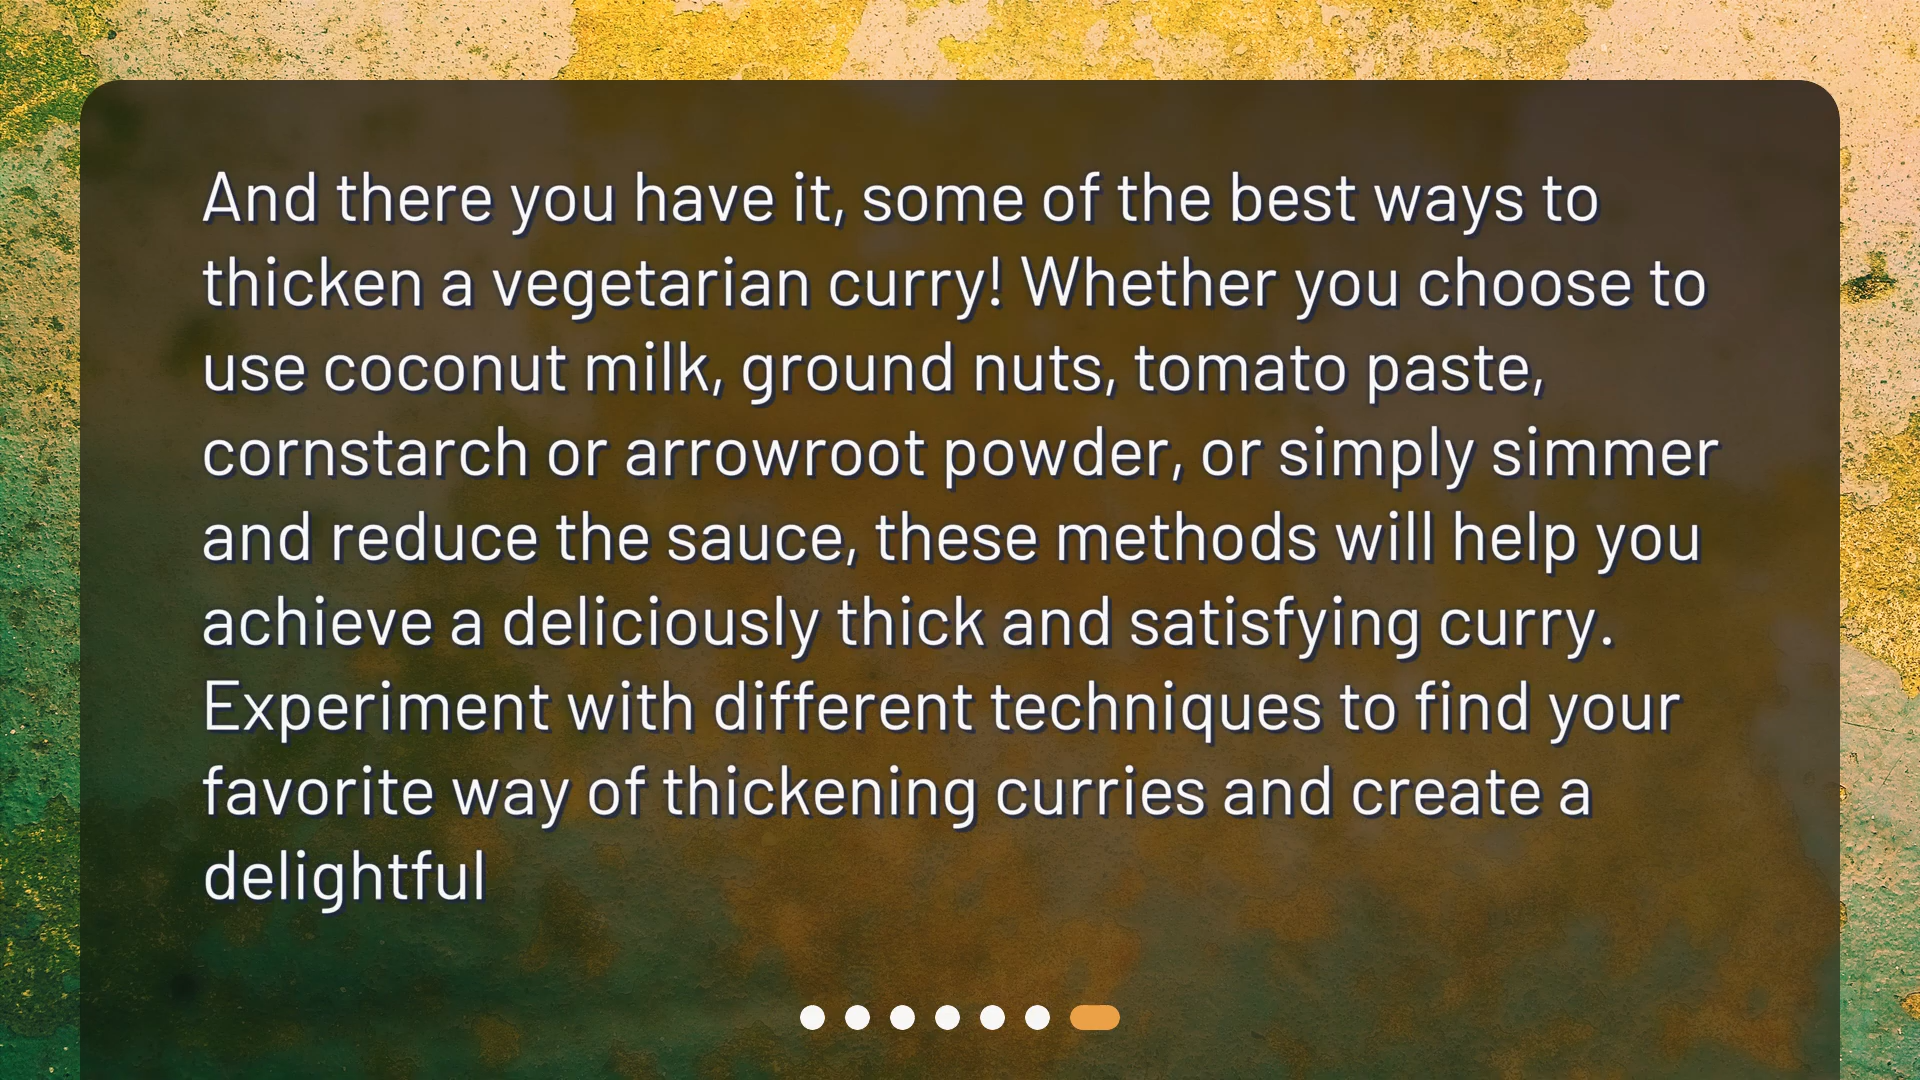 And there you have it, some of the best ways to
thicken a vegetarian curry! Whether you choose to
use coconut milk, ground nuts, tomato paste,
cornstarch or arrowroot powder, or simply simmer
and reduce the sauce, these methods will help you
achieve a deliciously thick and satisfying curry.
Experiment with different techniques to find your
favorite way of thickening curries and create a
delightful